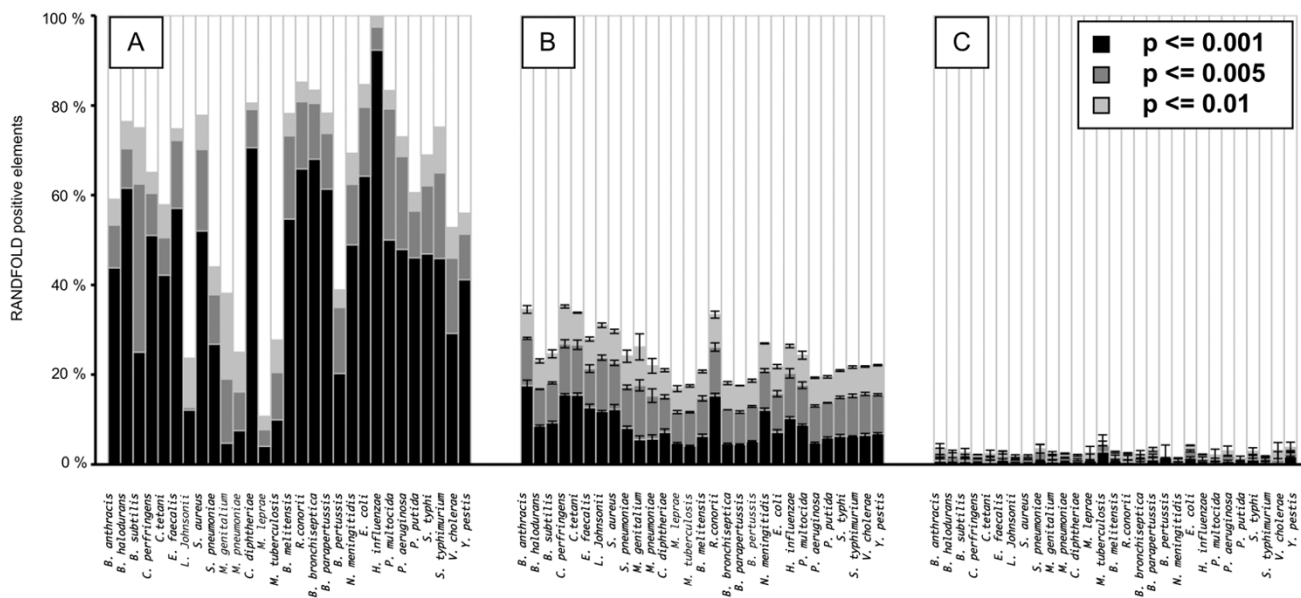 100 %
80 %
60 %
40 %
20 %
0 %
RANDFOLD positive elements
A
B
C
p <= 0.001
p <= 0.005
p <= 0.01
B. anthracis
B. halodurans
B. subtilis
C. perfringens
C.tetani
E. faecalis
L. Johnsonii
S. aureus
S.pneumoniae
M. genitalium
M. pneumoniae
C. diphtheriae
M. leprae
M. tuberculosis
B. melitensis
R.conorii
B. bronchiseptica
B. parapertussis
B. pertussis
N. meningitidis
E. coli
H influenzae
P. multocida
P. aeruginosa
P. putida
S. typhi
S. typhimurium
V. cholerae
Y. pestis
B. anthracis
B. halodurans
B. subtilis
C. perfringens
C.tetani
E. faecalis
L. Johnsonii
S. aureus
S.pneumoniae
M. genitalium
M. pneumoniae
C. diphtheriae
M. leprae
M. tuberculosis
B. melitensis
R.conorii
B. bronchiseptica
B. parapertussis
B. pertussis
N. meningitidis
E. coli
H influenzae
P. multocida
P. aeruginosa
P. putida
S. typhi
S. typhimurium
V. cholerae
Y. pestis
B. anthracis
B. halodurans
B. subtilis
C. perfringens
C. tetani
E. faecalis
L. Johnsonii
S. aureus
S. pneumoniae
M. genitalium
M. pneumoniae
C. diphtheriae
M. leprae
M. tuberculosis
B. melitensis
R.conorii
B. bronchiseptica
B. parapertussis
B. pertussis
N. meningitidis
E. coli
H. influenzae
P. multocida
P. aeruginosa
P. putida
S. typhi
S. typhimurium
V. cholerae
Y. pestis